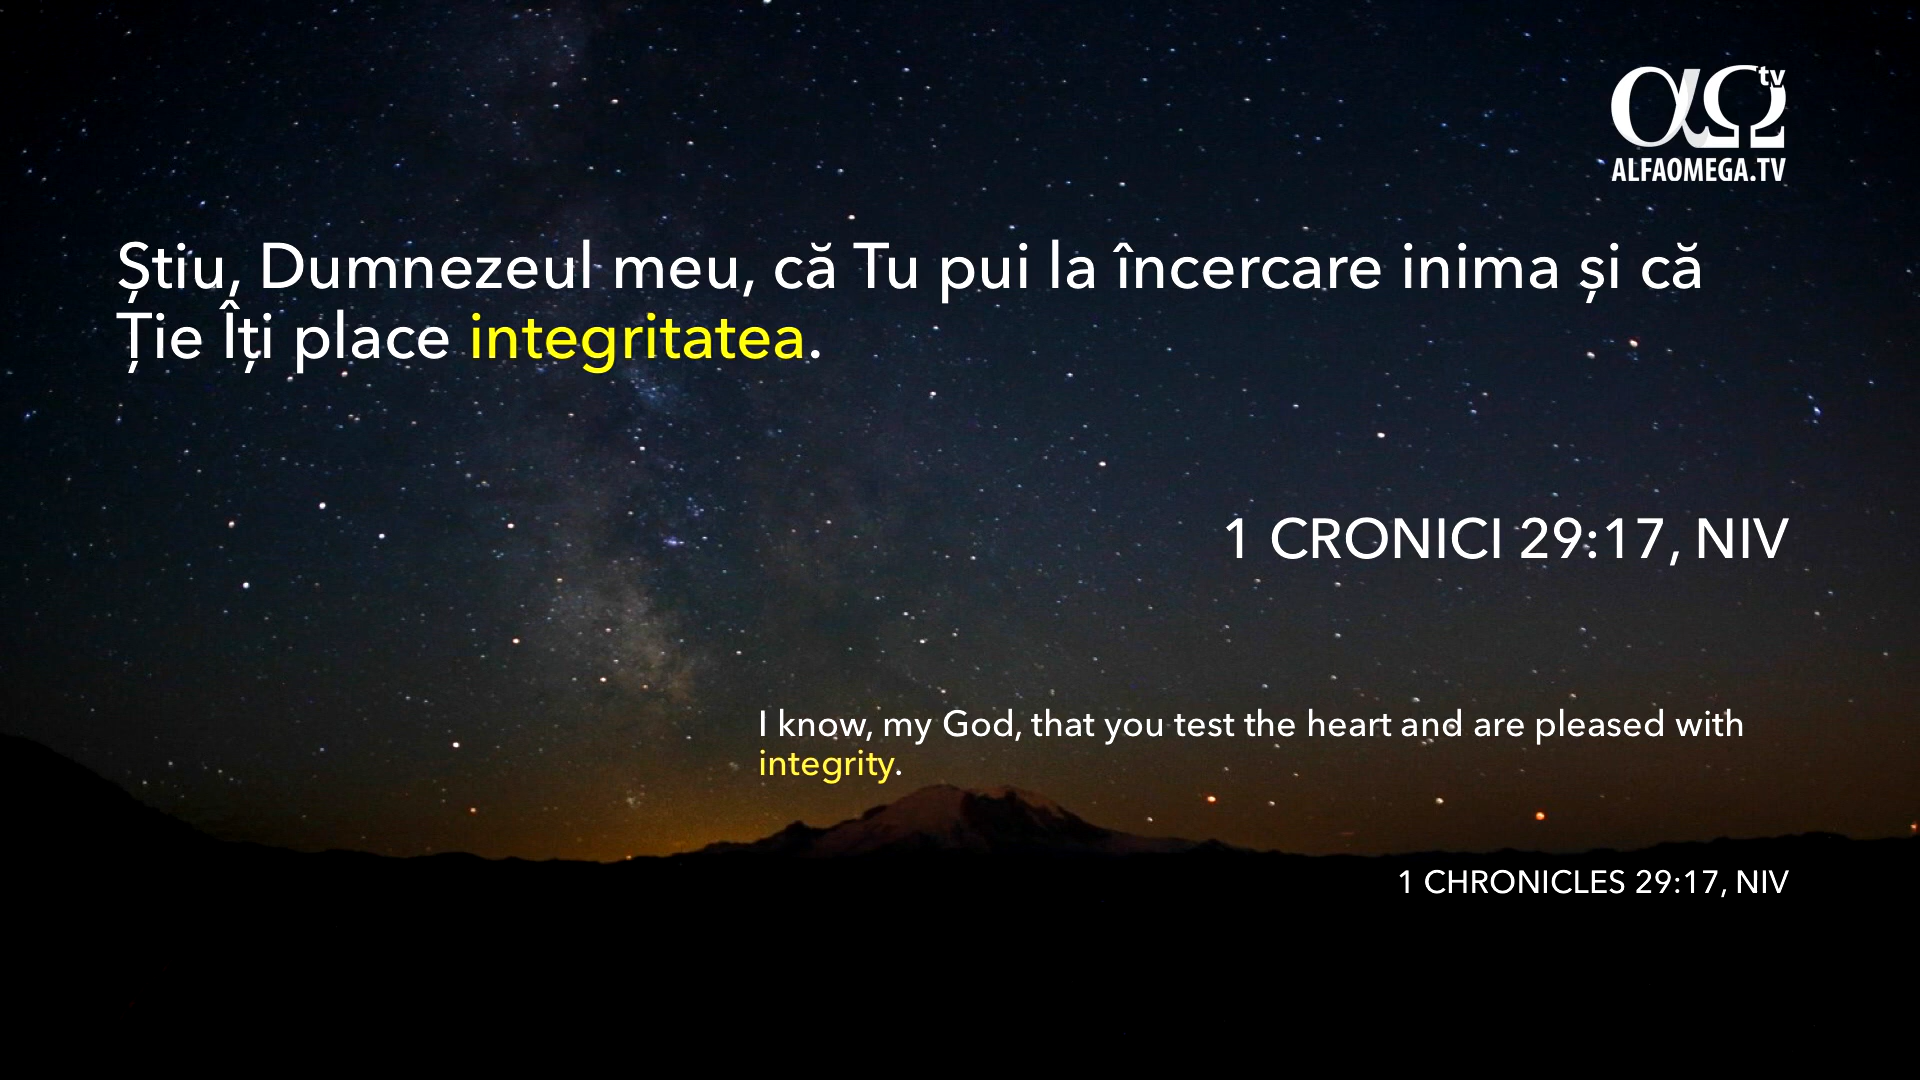 αΩ tv
ALFAOMEGA.TV
Știu, Dumnezeul meu, că Tu pui la încercare inima și că
Ție Îți place integritatea.
1 CRONICI 29:17, NIV
I know, my God, that you test the heart and are pleased with
integrity.
1 CHRONICLES 29:17, NIV